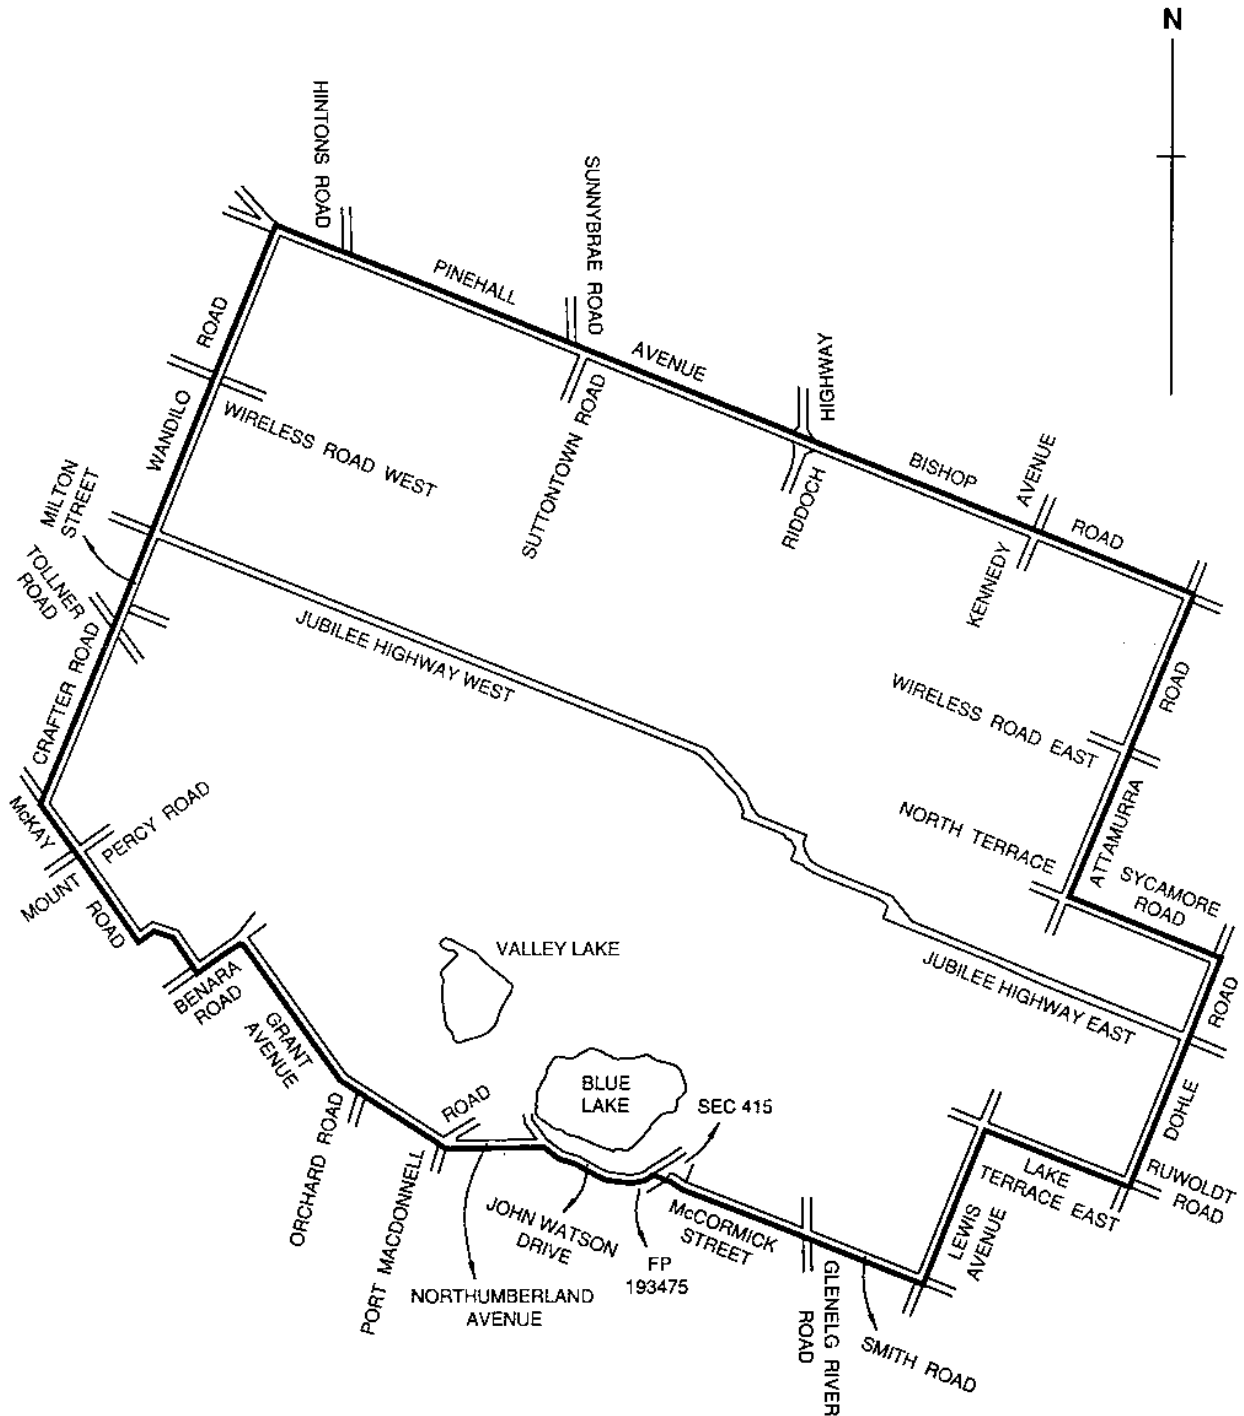 N
HINTONS ROAD
SUNNYBRAE ROAD
PINEHALL
AVENUE
HIGHWAY
RIDDOCH
BISHOP
AVENUE
KENNEDY
ROAD
ROAD
WANDILO
WIRELESS ROAD WEST
SUTTONTOWN ROAD
MILTON
STREET
TOLLNER
ROAD
JUBILEE HIGHWAY WEST
CRAFTER ROAD
WIRELESS ROAD EAST
ROAD
ATTAMURRA
NORTH TERRACE
SYCAMORE
ROAD
McKAY
ROAD
PERCY ROAD
MOUNT
BENARA
ROAD
GRANT
AVENUE
VALLEY LAKE
JUBILEE HIGHWAY EAST
ROAD
DOHLE
BLUE
LAKE
SEC 415
ORCHARD ROAD
ROAD
PORT MACDONNELL
LAKE
TERRACE EAST
RUWOLDT
ROAD
LEWIS
AVENUE
JOHN WATSON
DRIVE
McCORMICK
STREET
FP
193475
NORTHUMBERLAND
AVENUE
GLENELG RIVER
ROAD
SMITH ROAD